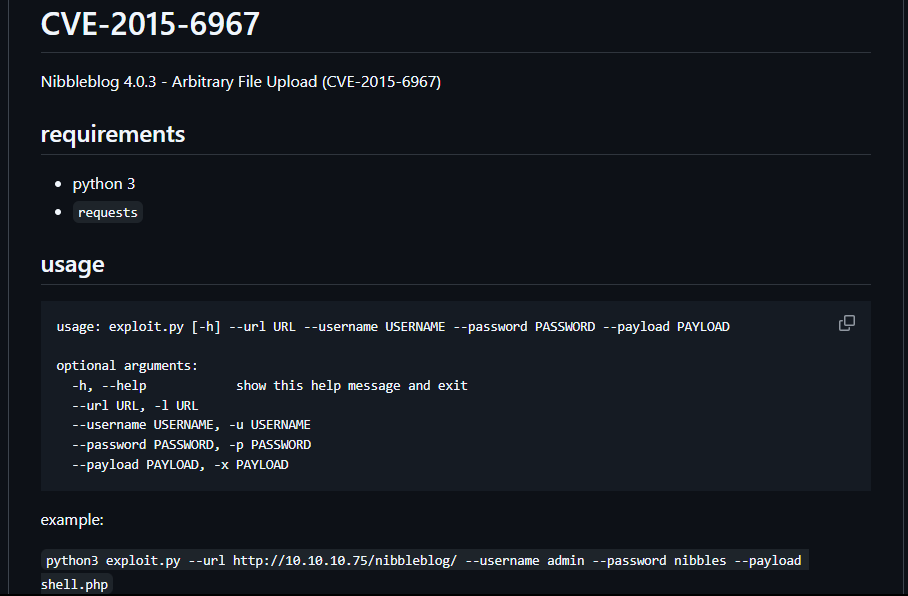 CVE-2015-6967
Nibbleblog 4.0.3 - Arbitrary File Upload (CVE-2015-6967)
requirements
• python 3
• requests
usage
usage: exploit.py [-h] --url URL --username USERNAME --password PASSWORD --payload PAYLOAD
optional arguments:
  -h, --help            show this help message and exit
  --url URL, -l URL
  --username USERNAME, -u USERNAME
  --password PASSWORD, -p PASSWORD
  --payload PAYLOAD, -x PAYLOAD
example:
python3 exploit.py --url http://10.10.10.75/nibbleblog/ --username admin --password nibbles --payload
shell.php